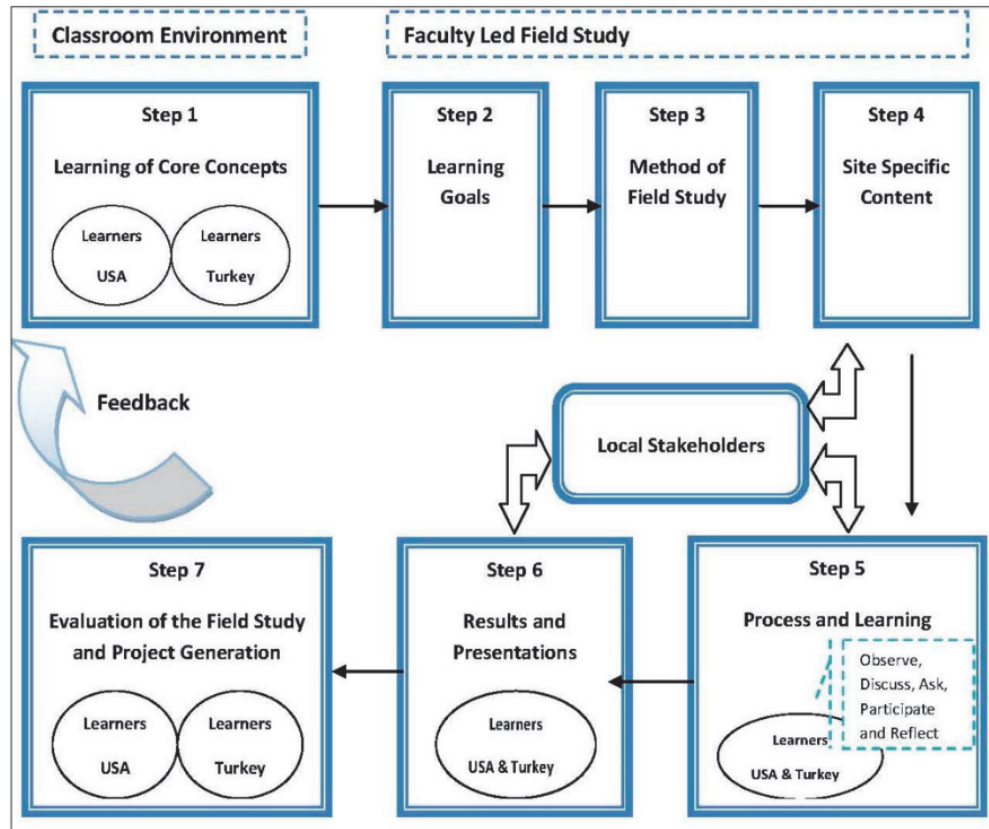 Classroom Environment
Faculty Led Field Study
Step 1
Learning of Core Concepts
Learners
USA
Learners
Turkey
Step 2
Learning
Goals
Step 3
Method of
Field Study
Step 4
Site Specific
Content
Feedback
Local Stakeholders
Step 7
Evaluation of the Field Study
and Project Generation
Learners
USA
Learners
Turkey
Step 6
Results and
Presentations
Learners
USA & Turkey
Step 5
Process and Learning
Observe,
Discuss, Ask,
Participate
and Reflect
Learners
USA & Turkey